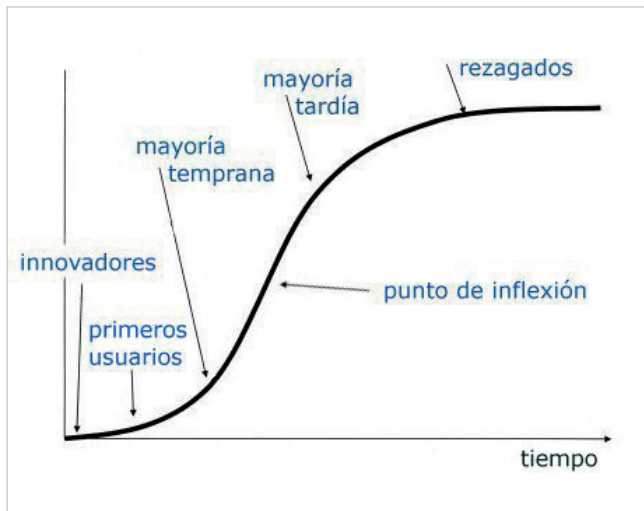 rezagados
mayoría
tardía
mayoría
temprana
innovadores
punto de inflexión
primeros
usuarios
tiempo